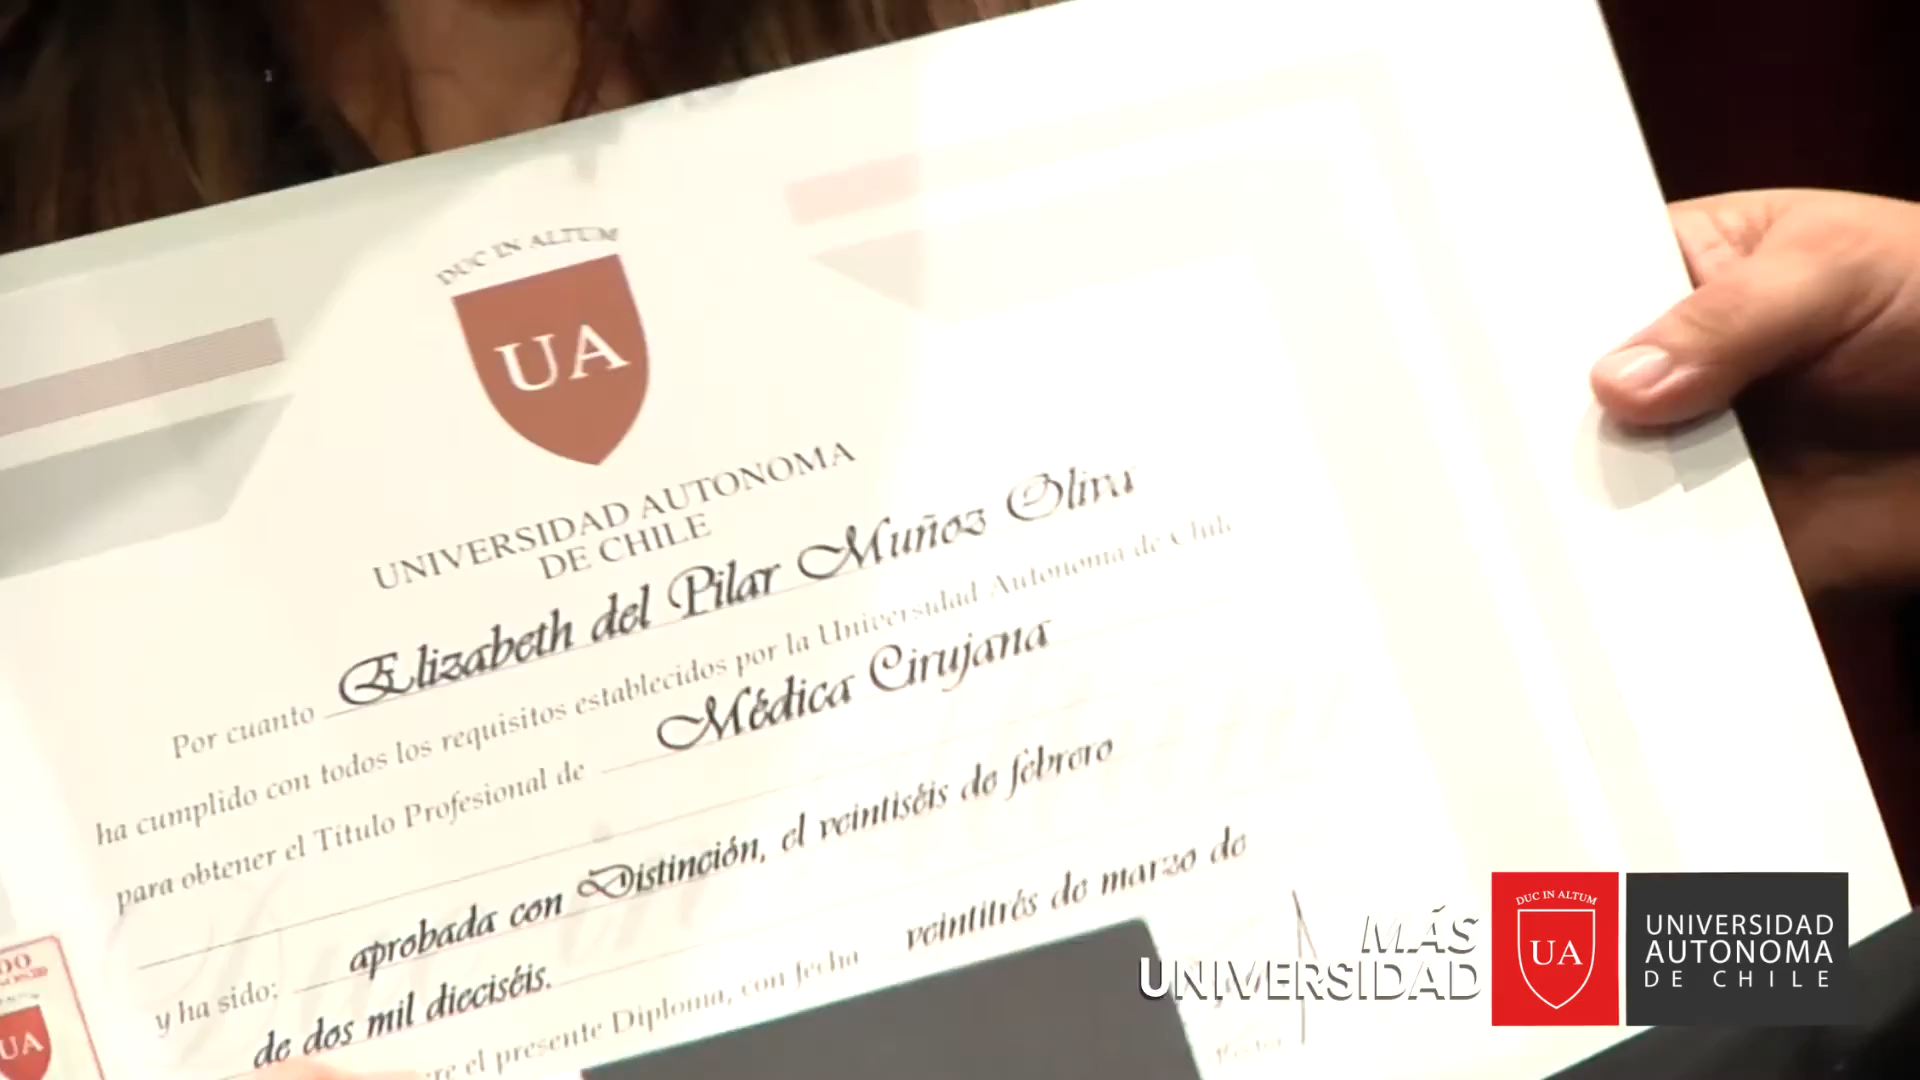 DUC IN ALTUM
UA
UNIVERSIDAD AUTONOMA
DE CHILE
Por cuanto Elizabeth del Pilar Muñoz Oliva
ha cumplido con todos los requisitos establecidos por la Universidad Autonoma de Chile
para obtener el Título Profesional de Médica Cirujana
y ha sido: aprobada con Distinción, el veintiséis de febrero
de dos mil dieciséis.
el presente Diploma, con fecha veintitrés de marzo de
UA
MÁS
UNIVERSIDAD
DUC IN ALTUM
UA
UNIVERSIDAD
AUTONOMA
DE CHILE